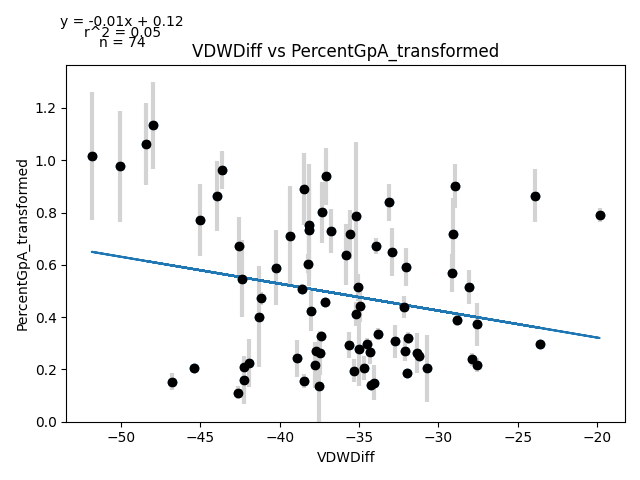 y = -0.01x + 0.12
r^2 = 0.05
n = 74
VDWDiff vs PercentGpA_transformed
1.2
1.0
0.8
0.6
0.4
0.2
0.0
PercentGpA_transformed
−50 −45 −40 −35 −30 −25 −20
VDWDiff